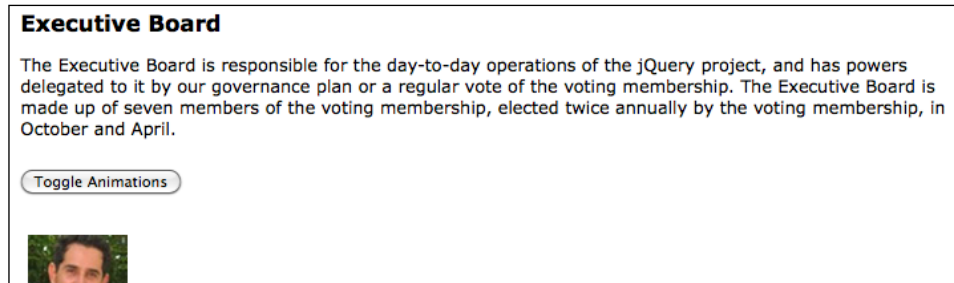 Executive Board
The Executive Board is responsible for the day-to-day operations of the jQuery project, and has powers
delegated to it by our governance plan or a regular vote of the voting membership. The Executive Board is
made up of seven members of the voting membership, elected twice annually by the voting membership, in
October and April.
Toggle Animations